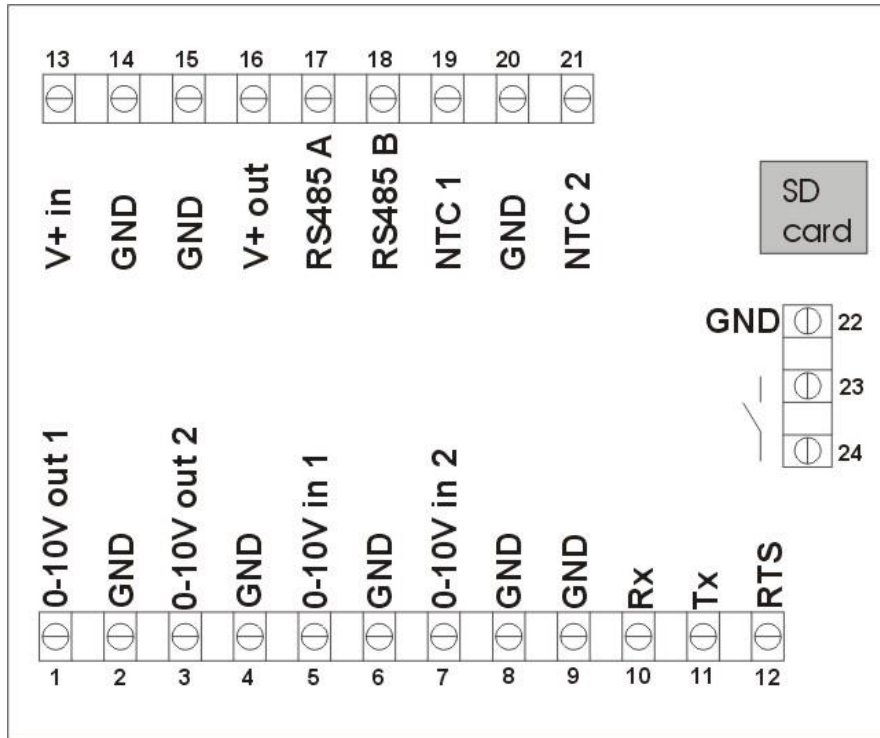 13 14 15 16 17 18 19 20 21
V+ in
GND
GND
V+ out
RS485 A
RS485 B
NTC 1
GND
NTC 2
SD
card
GND 22
23
24
0-10V out 1
GND
0-10V out 2
GND
0-10V in 1
GND
0-10V in 2
GND
GND
Rx
Tx
RTS
1 2 3 4 5 6 7 8 9 10 11 12